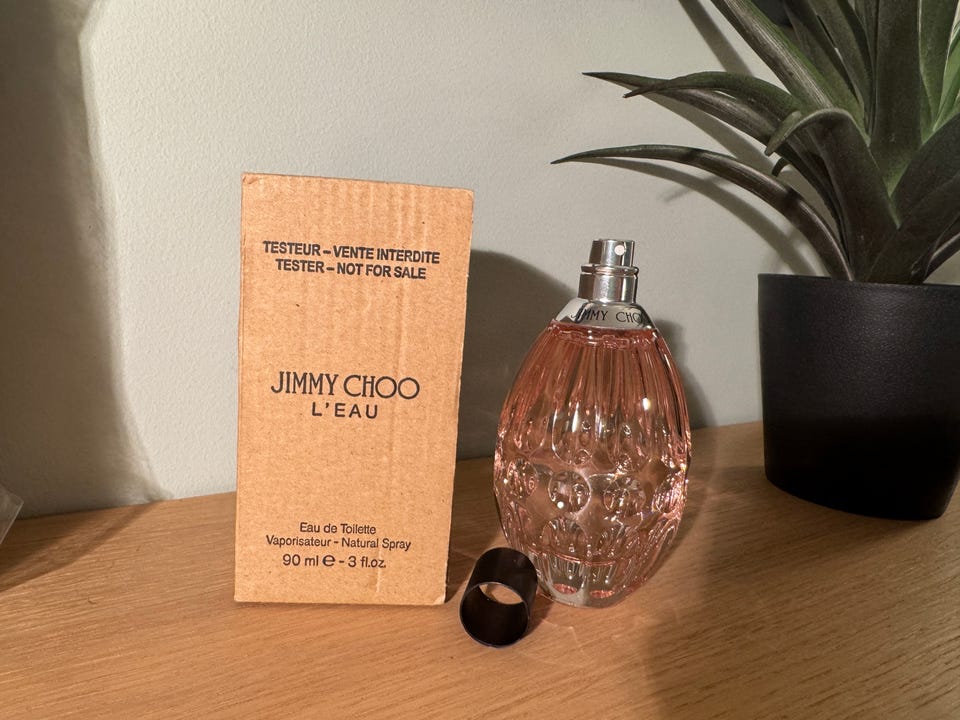 TESTEUR – VENTE INTERDITE
TESTER – NOT FOR SALE
JIMMY CHOO
L'EAU
Eau de Toilette
Vaporisateur - Natural Spray
90 ml ℮ - 3 fl.oz.
JIMMY CHOO